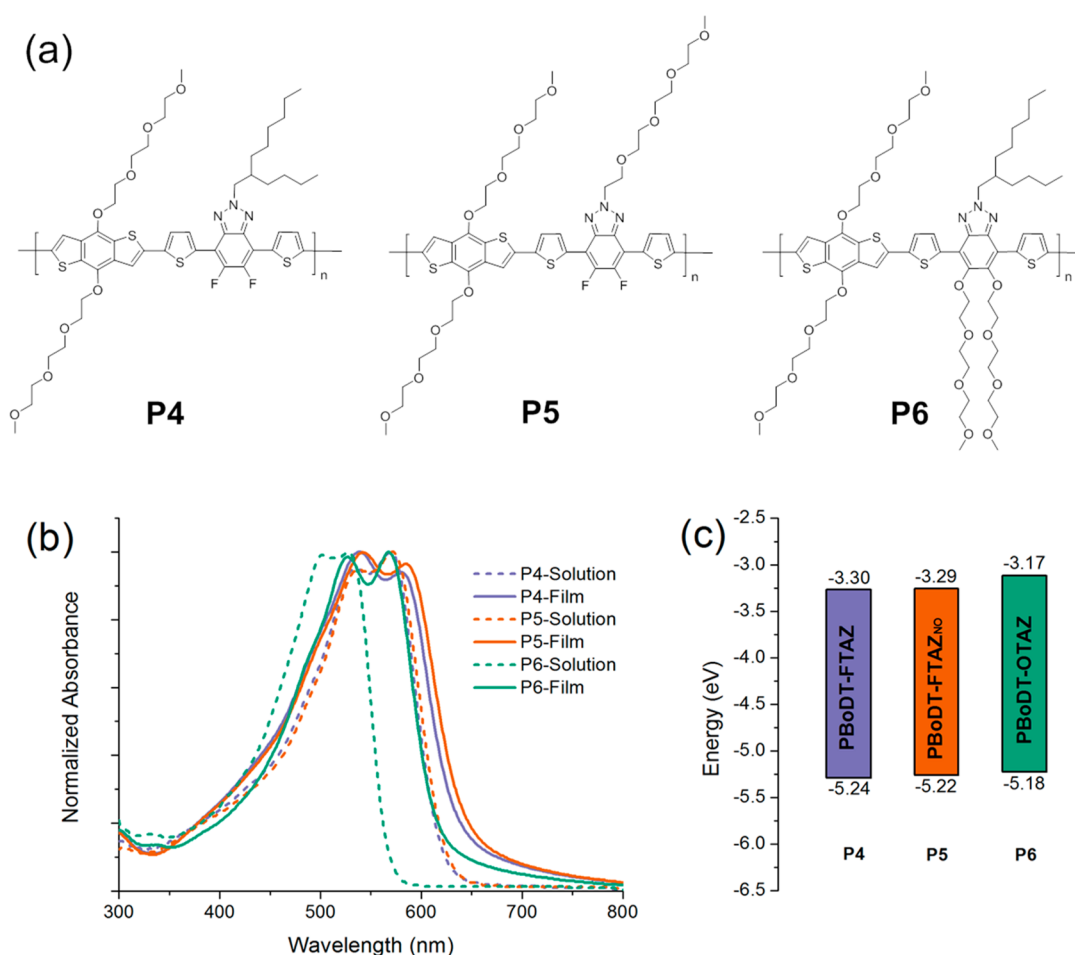 (a)
P4
P5
P6
(b)
Normalized Absorbance
P4-Solution
P4-Film
P5-Solution
P5-Film
P6-Solution
P6-Film
300 400 500 600 700 800
Wavelength (nm)
(c)
Energy (eV)
-2.5
-3.0
-3.5
-4.0
-4.5
-5.0
-5.5
-6.0
-6.5
-3.30
PBoDT-FTAZ
-5.24
P4
-3.29
PBoDT-FTAZNO
-5.22
P5
-3.17
PBoDT-OTAZ
-5.18
P6